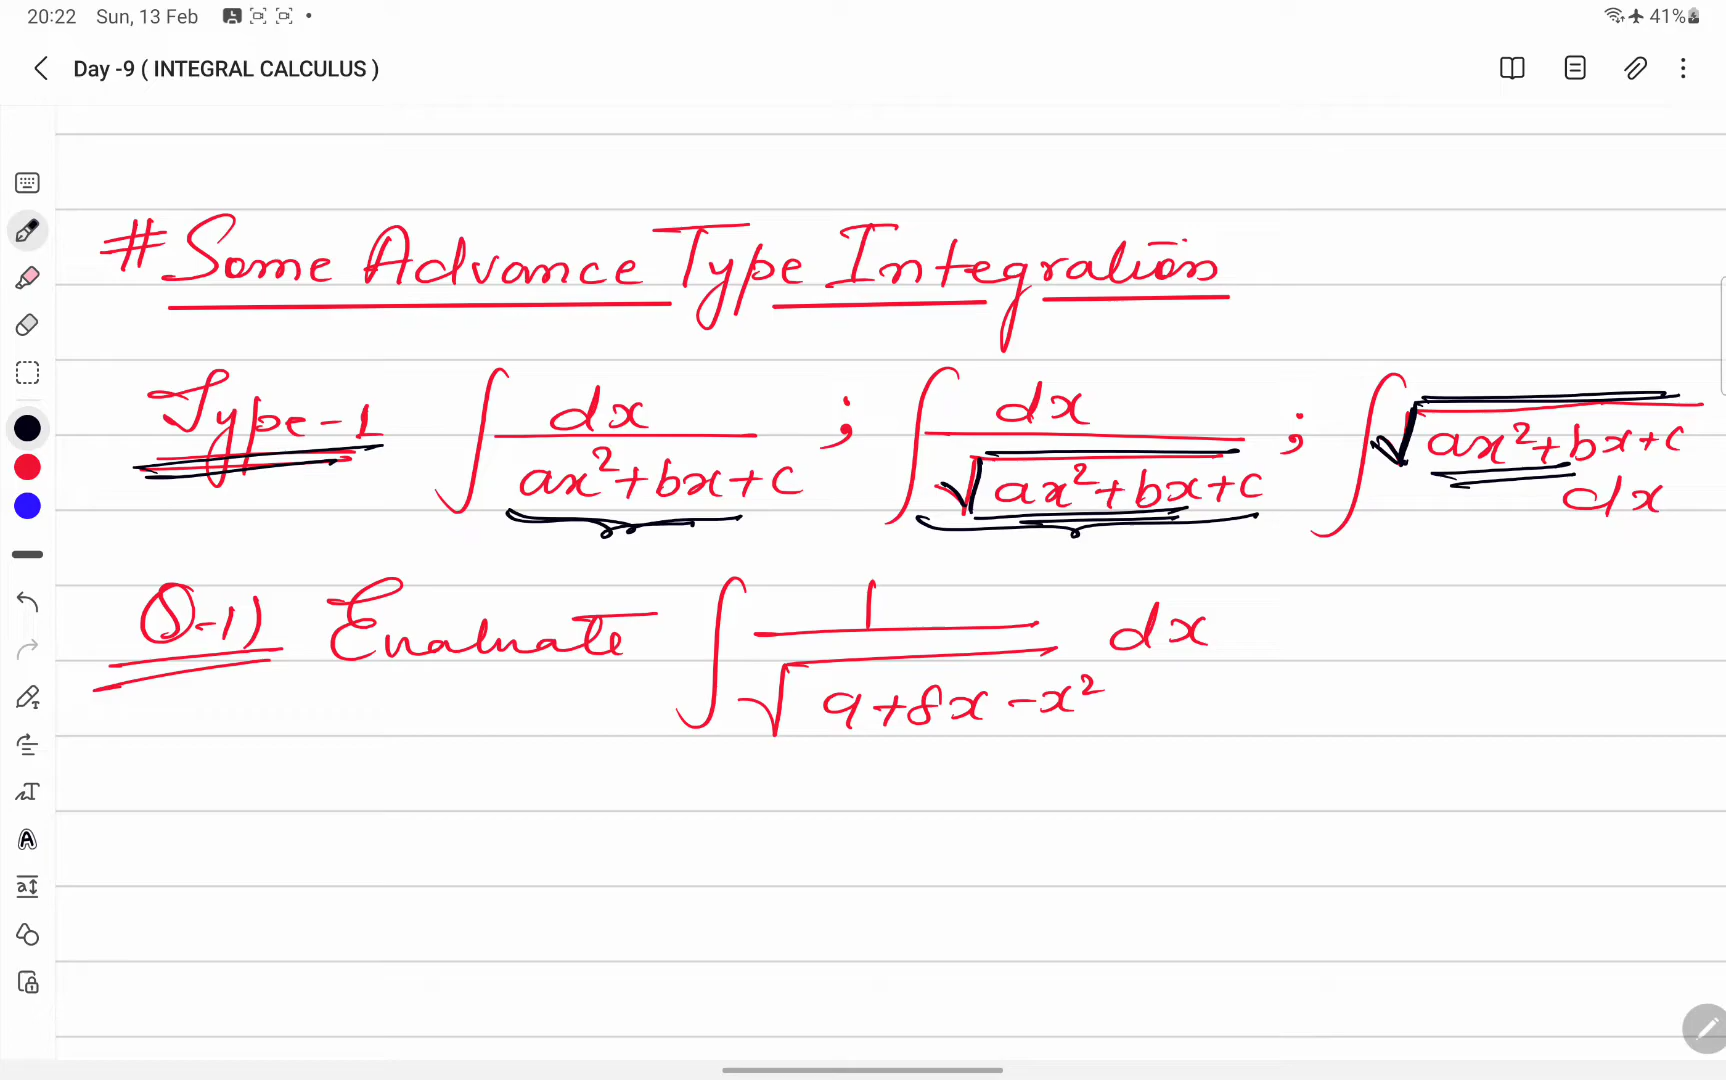 20:22 Sun, 13 Feb 41%
Day -9 ( INTEGRAL CALCULUS )
# Some Advance Type Integration
Type-1 ∫ dx/(ax²+bx+c) ; ∫ dx/√(ax²+bx+c) ; ∫ √(ax²+bx+c) dx
Q-1) Evaluate ∫ 1/√(9+8x-x²) dx